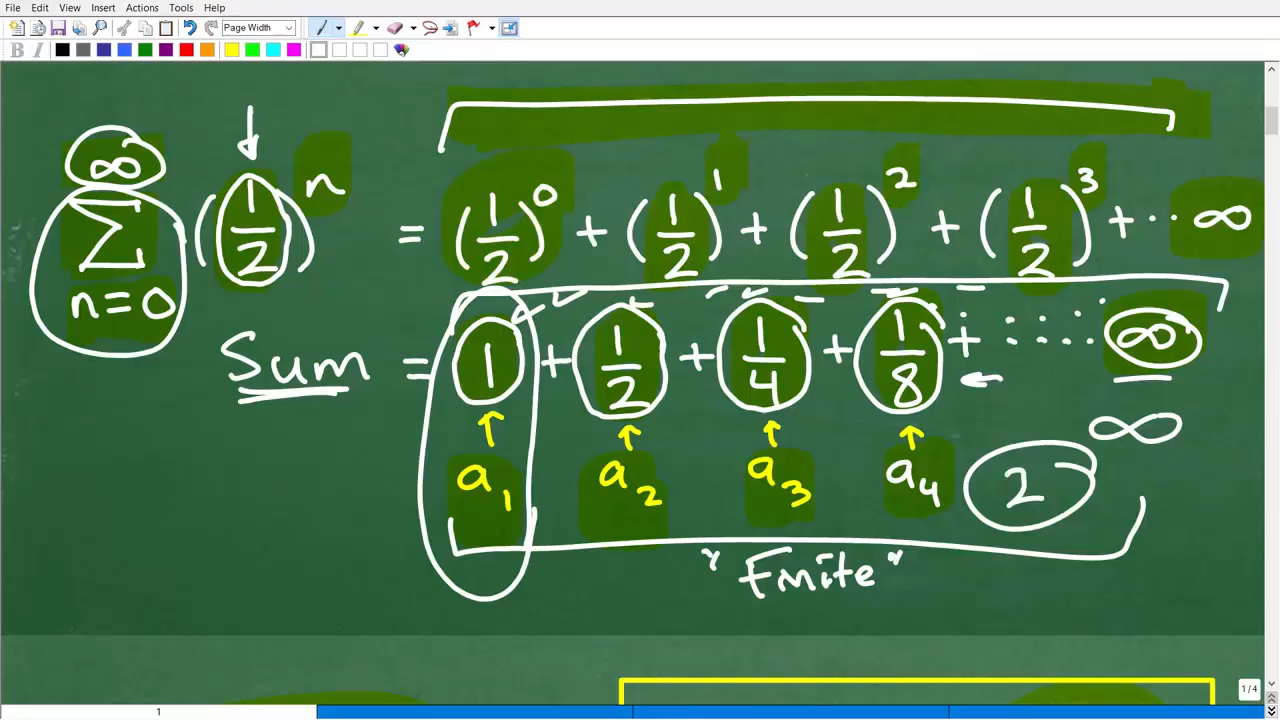 File Edit View Insert Actions Tools Help
Page Width
B I
∞
Σ (1/2)^n = (1/2)^0 + (1/2)^1 + (1/2)^2 + (1/2)^3 + ·· ∞
n=0
Sum = 1 + 1/2 + 1/4 + 1/8 + :::: ∞
∞
a1 a2 a3 a4 2
"Finite"
1/4
1